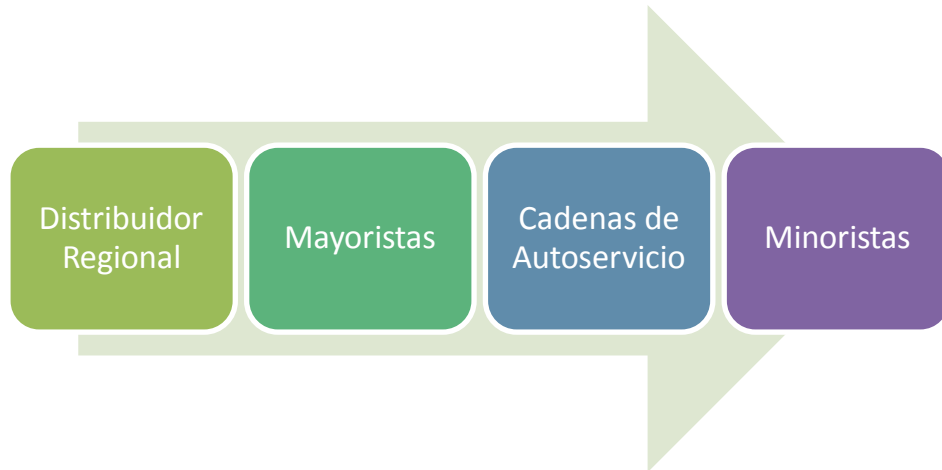 Distribuidor
Regional
Mayoristas
Cadenas de
Autoservicio
Minoristas